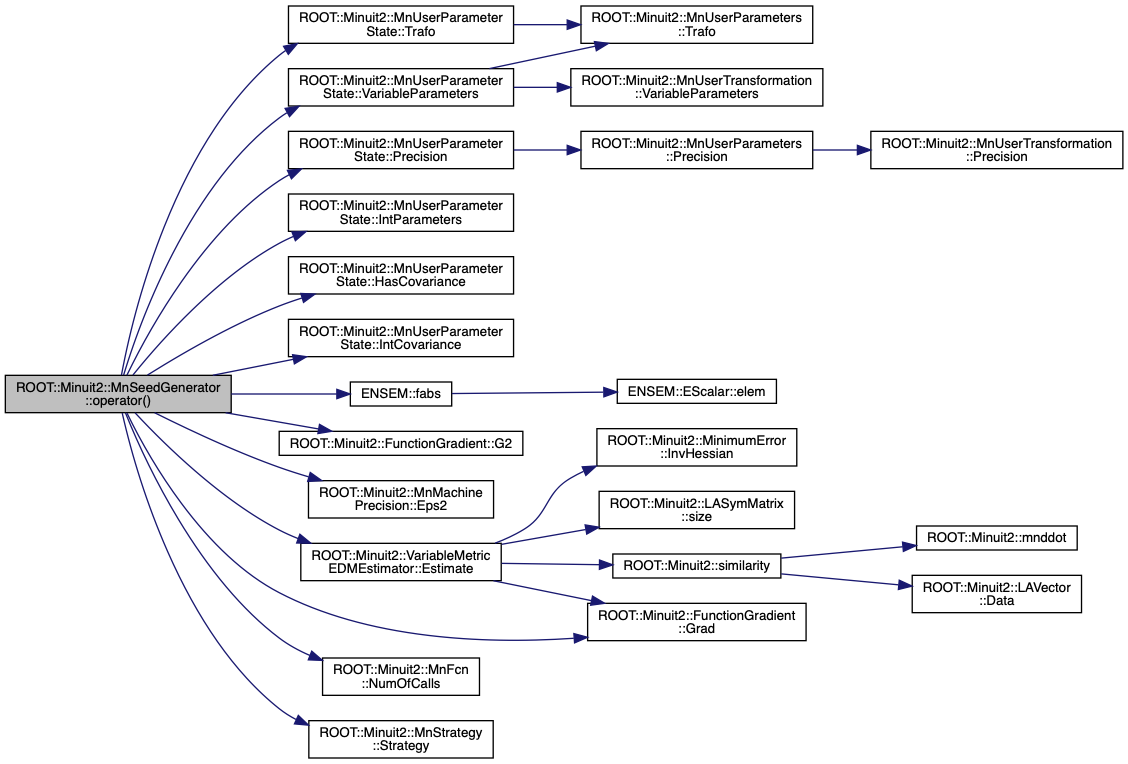 ROOT::Minuit2::MnSeedGenerator
::operator()
ROOT::Minuit2::MnUserParameter
State::Trafo
ROOT::Minuit2::MnUserParameters
::Trafo
ROOT::Minuit2::MnUserParameter
State::VariableParameters
ROOT::Minuit2::MnUserTransformation
::VariableParameters
ROOT::Minuit2::MnUserParameter
State::Precision
ROOT::Minuit2::MnUserParameters
::Precision
ROOT::Minuit2::MnUserTransformation
::Precision
ROOT::Minuit2::MnUserParameter
State::IntParameters
ROOT::Minuit2::MnUserParameter
State::HasCovariance
ROOT::Minuit2::MnUserParameter
State::IntCovariance
ENSEM::fabs
ENSEM::EScalar::elem
ROOT::Minuit2::FunctionGradient::G2
ROOT::Minuit2::MnMachine
Precision::Eps2
ROOT::Minuit2::VariableMetric
EDMEstimator::Estimate
ROOT::Minuit2::MinimumError
::InvHessian
ROOT::Minuit2::LASymMatrix
::size
ROOT::Minuit2::similarity
ROOT::Minuit2::mnddot
ROOT::Minuit2::LAVector
::Data
ROOT::Minuit2::FunctionGradient
::Grad
ROOT::Minuit2::MnFcn
::NumOfCalls
ROOT::Minuit2::MnStrategy
::Strategy